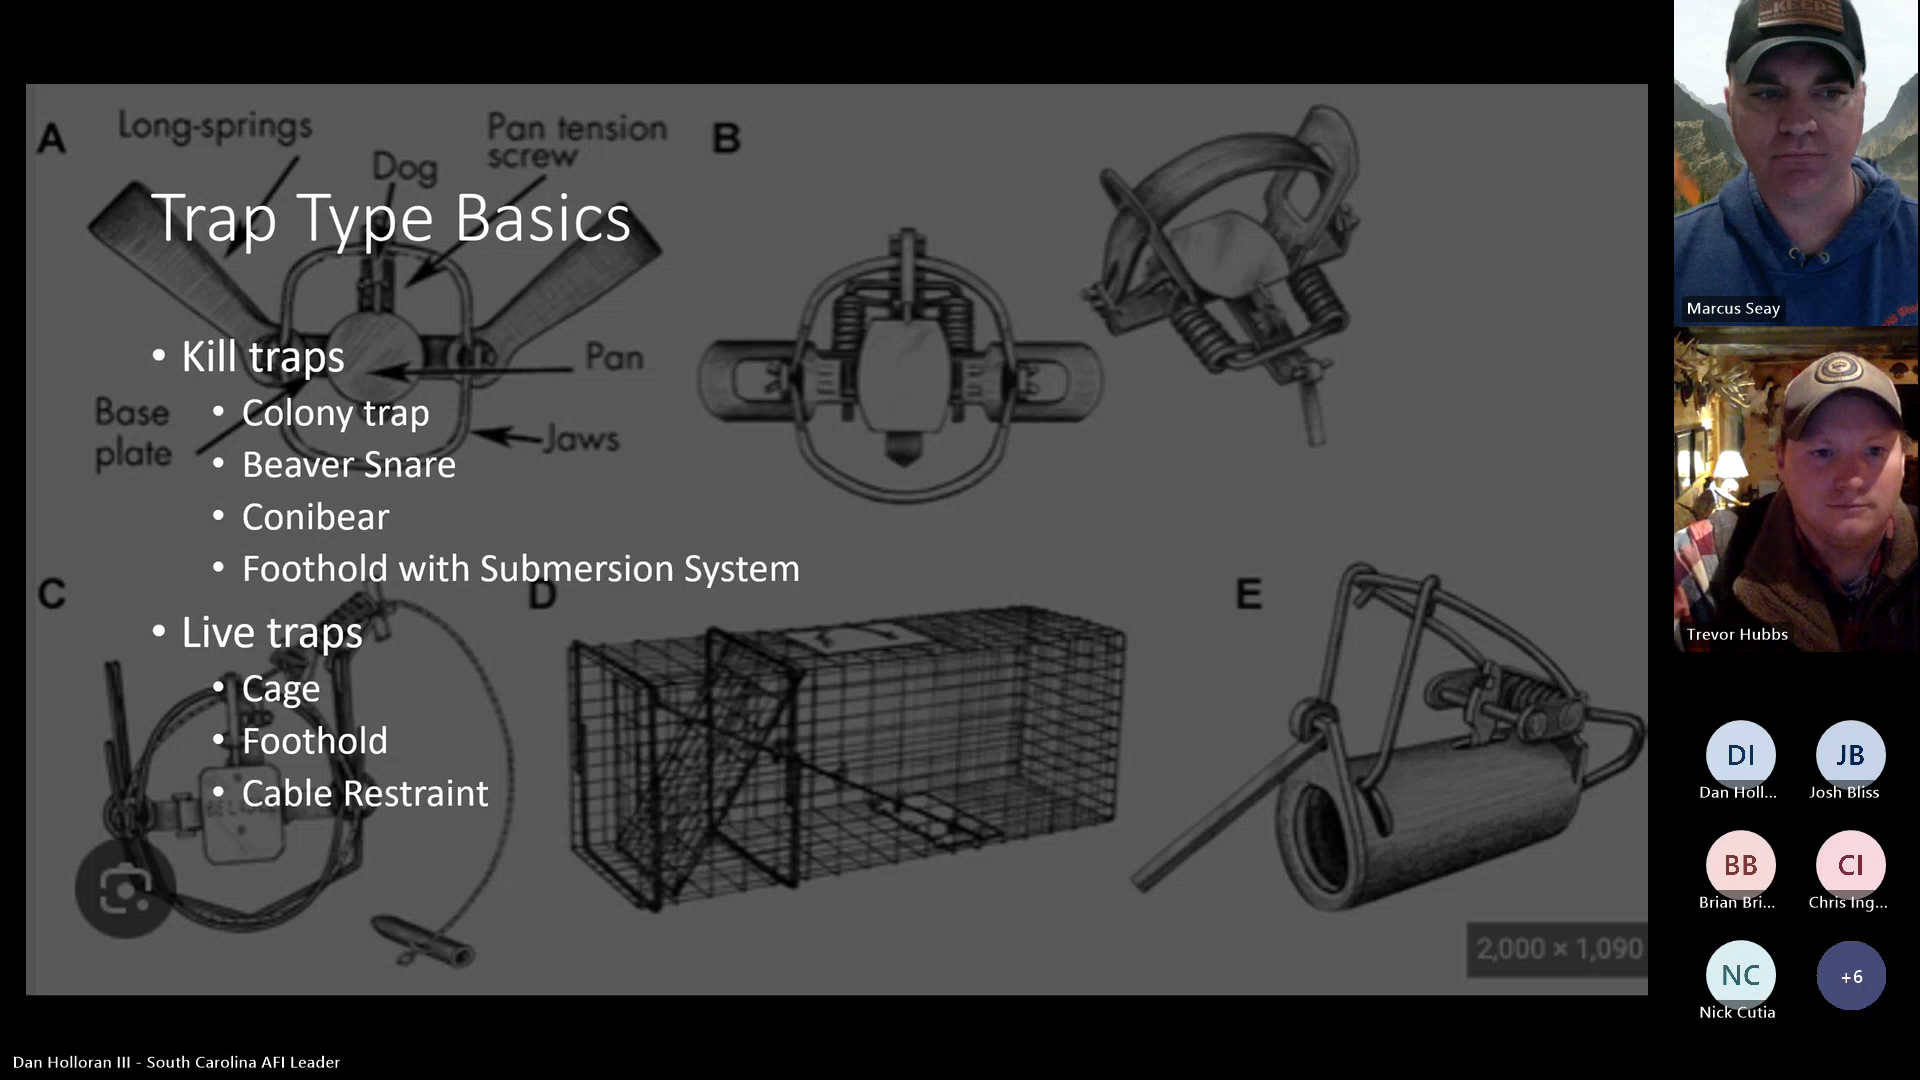 A
Long-springs
Dog
Pan tension
screw
B
Trap Type Basics
• Kill traps
Pan
Base
plate
• Colony trap
Jaws
• Beaver Snare
• Conibear
• Foothold with Submersion System
C
D
E
• Live traps
• Cage
• Foothold
• Cable Restraint
2,000 × 1,090
KEEP
Marcus Seay
Trevor Hubbs
DI
JB
Dan Holl...
Josh Bliss
BB
CI
Brian Bri...
Chris Ing...
NC
+6
Nick Cutia
Dan Holloran III - South Carolina AFI Leader